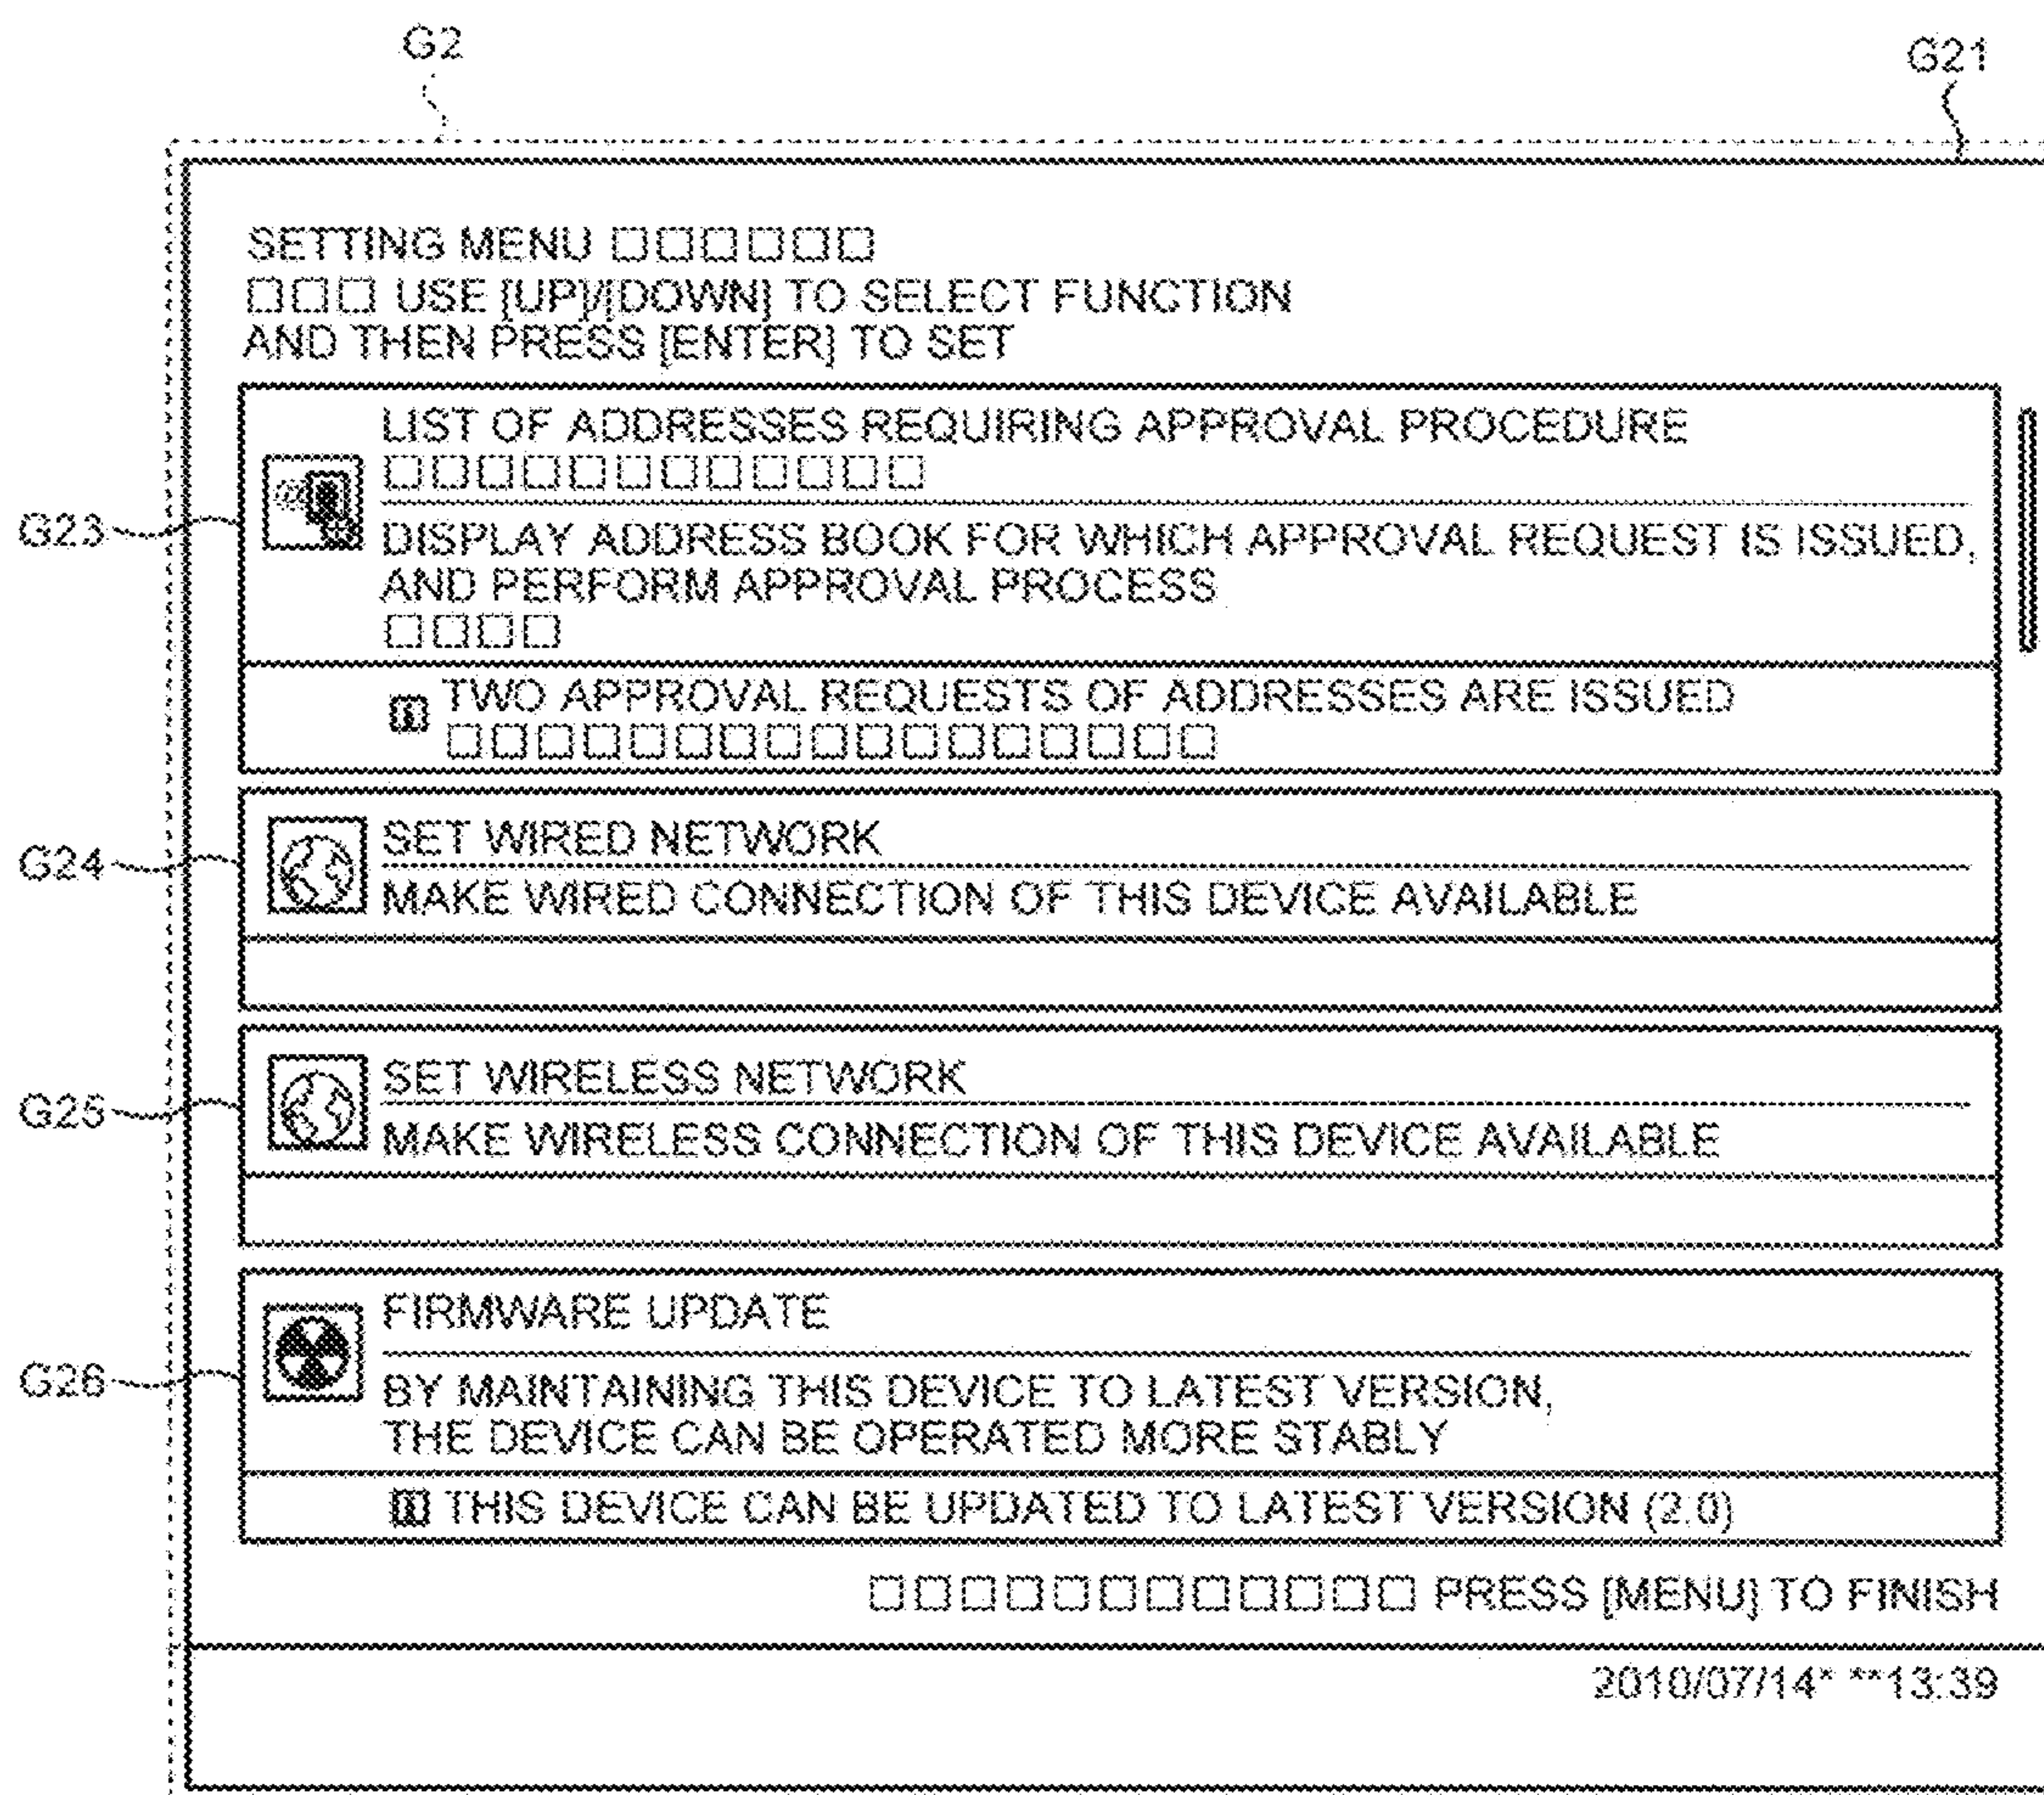 G2
G21
SETTING MENU □□□□□□
□□□ USE [UP]/[DOWN] TO SELECT FUNCTION
AND THEN PRESS [ENTER] TO SET
G23
LIST OF ADDRESSES REQUIRING APPROVAL PROCEDURE
□□□□□□□□□□□□
DISPLAY ADDRESS BOOK FOR WHICH APPROVAL REQUEST IS ISSUED,
AND PERFORM APPROVAL PROCESS
□□□□
TWO APPROVAL REQUESTS OF ADDRESSES ARE ISSUED
□□□□□□□□□□□□□□□□□
G24
SET WIRED NETWORK
MAKE WIRED CONNECTION OF THIS DEVICE AVAILABLE
G25
SET WIRELESS NETWORK
MAKE WIRELESS CONNECTION OF THIS DEVICE AVAILABLE
G26
FIRMWARE UPDATE
BY MAINTAINING THIS DEVICE TO LATEST VERSION,
THE DEVICE CAN BE OPERATED MORE STABLY
i THIS DEVICE CAN BE UPDATED TO LATEST VERSION (2.0)
□□□□□□□□□□□□ PRESS [MENU] TO FINISH
2010/07/14* **13:39